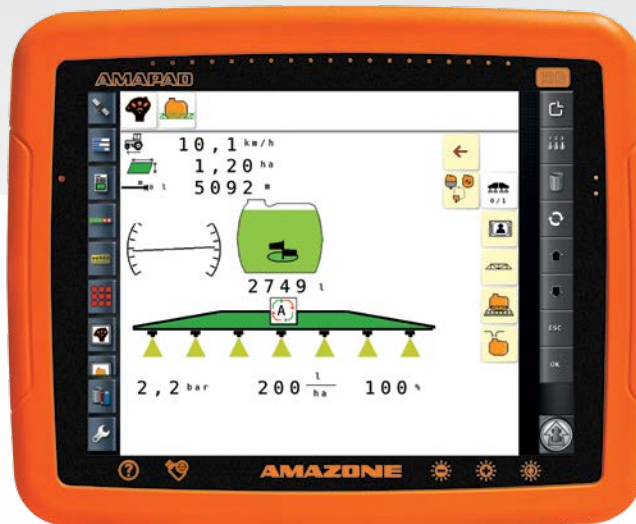 AMAPAD
10,1 km/h
1,20 ha
5092 m
0/1
2749 l
A
2,2 bar 200 l/ha 100 %
ESC
OK
AMAZONE